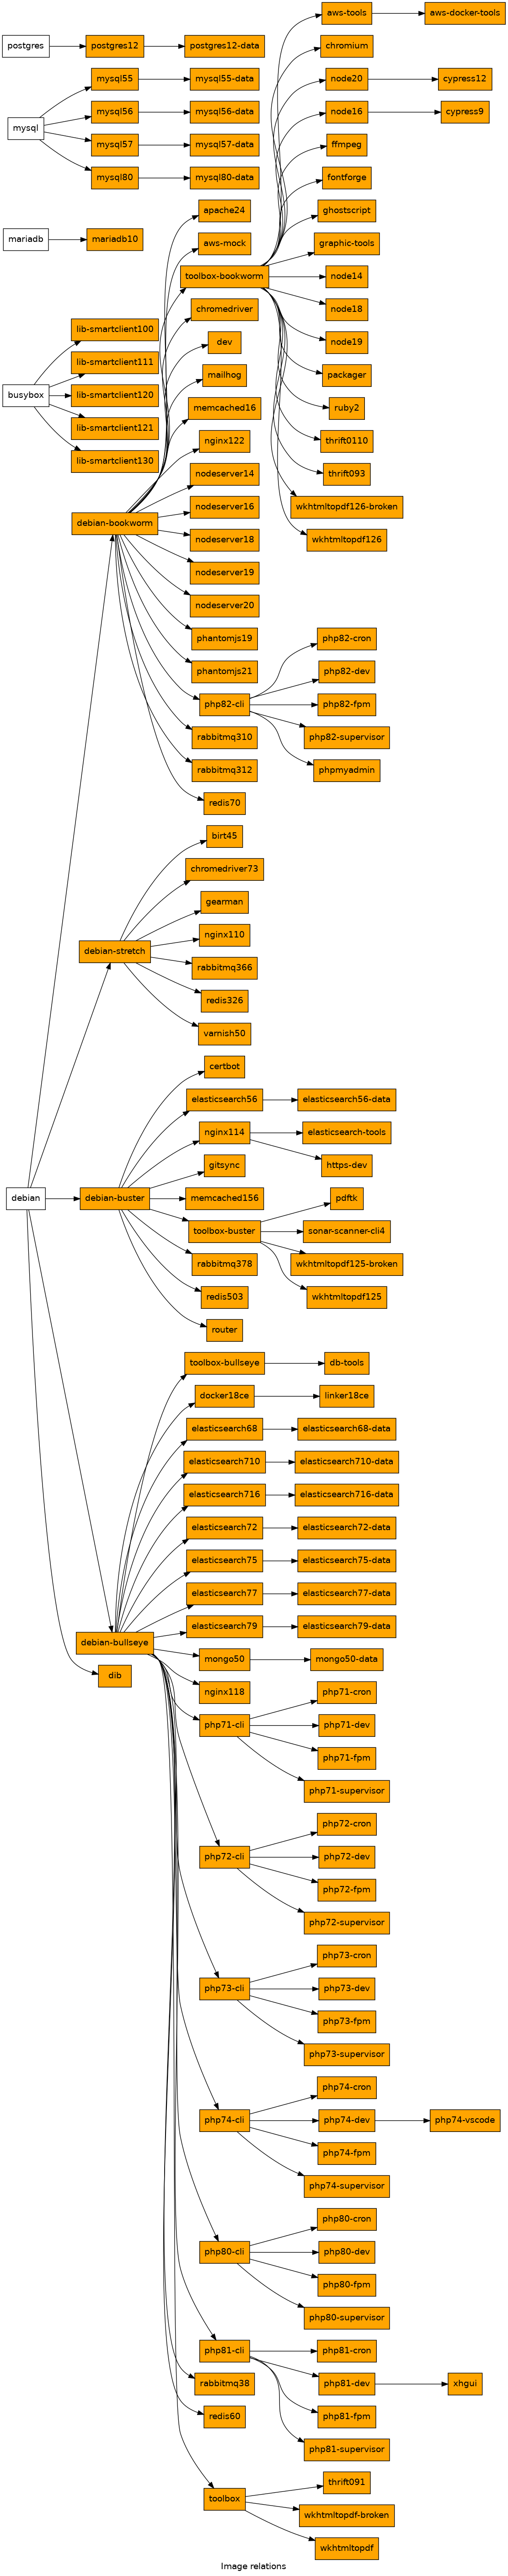 aws-tools
aws-docker-tools
postgres
postgres12
postgres12-data
chromium
mysql55
mysql55-data
node20
cypress12
mysql
mysql56
mysql56-data
node16
cypress9
mysql57
mysql57-data
ffmpeg
mysql80
mysql80-data
fontforge
apache24
ghostscript
mariadb
mariadb10
aws-mock
graphic-tools
toolbox-bookworm
node14
lib-smartclient100
chromedriver
node18
lib-smartclient111
dev
node19
busybox
lib-smartclient120
mailhog
packager
lib-smartclient121
memcached16
ruby2
lib-smartclient130
nginx122
thrift0110
nodeserver14
thrift093
debian-bookworm
nodeserver16
wkhtmltopdf126-broken
nodeserver18
wkhtmltopdf126
nodeserver19
nodeserver20
phantomjs19
php82-cron
phantomjs21
php82-dev
php82-cli
php82-fpm
rabbitmq310
php82-supervisor
rabbitmq312
phpmyadmin
redis70
birt45
chromedriver73
gearman
debian-stretch
nginx110
rabbitmq366
redis326
varnish50
certbot
elasticsearch56
elasticsearch56-data
nginx114
elasticsearch-tools
gitsync
https-dev
debian
debian-buster
memcached156
pdftk
toolbox-buster
sonar-scanner-cli4
rabbitmq378
wkhtmltopdf125-broken
redis503
wkhtmltopdf125
router
toolbox-bullseye
db-tools
docker18ce
linker18ce
elasticsearch68
elasticsearch68-data
elasticsearch710
elasticsearch710-data
elasticsearch716
elasticsearch716-data
elasticsearch72
elasticsearch72-data
elasticsearch75
elasticsearch75-data
elasticsearch77
elasticsearch77-data
elasticsearch79
elasticsearch79-data
debian-bullseye
mongo50
mongo50-data
dib
nginx118
php71-cron
php71-cli
php71-dev
php71-fpm
php71-supervisor
php72-cron
php72-cli
php72-dev
php72-fpm
php72-supervisor
php73-cron
php73-cli
php73-dev
php73-fpm
php73-supervisor
php74-cron
php74-cli
php74-dev
php74-vscode
php74-fpm
php74-supervisor
php80-cron
php80-cli
php80-dev
php80-fpm
php80-supervisor
php81-cli
php81-cron
rabbitmq38
php81-dev
xhgui
redis60
php81-fpm
php81-supervisor
thrift091
toolbox
wkhtmltopdf-broken
wkhtmltopdf
Image relations